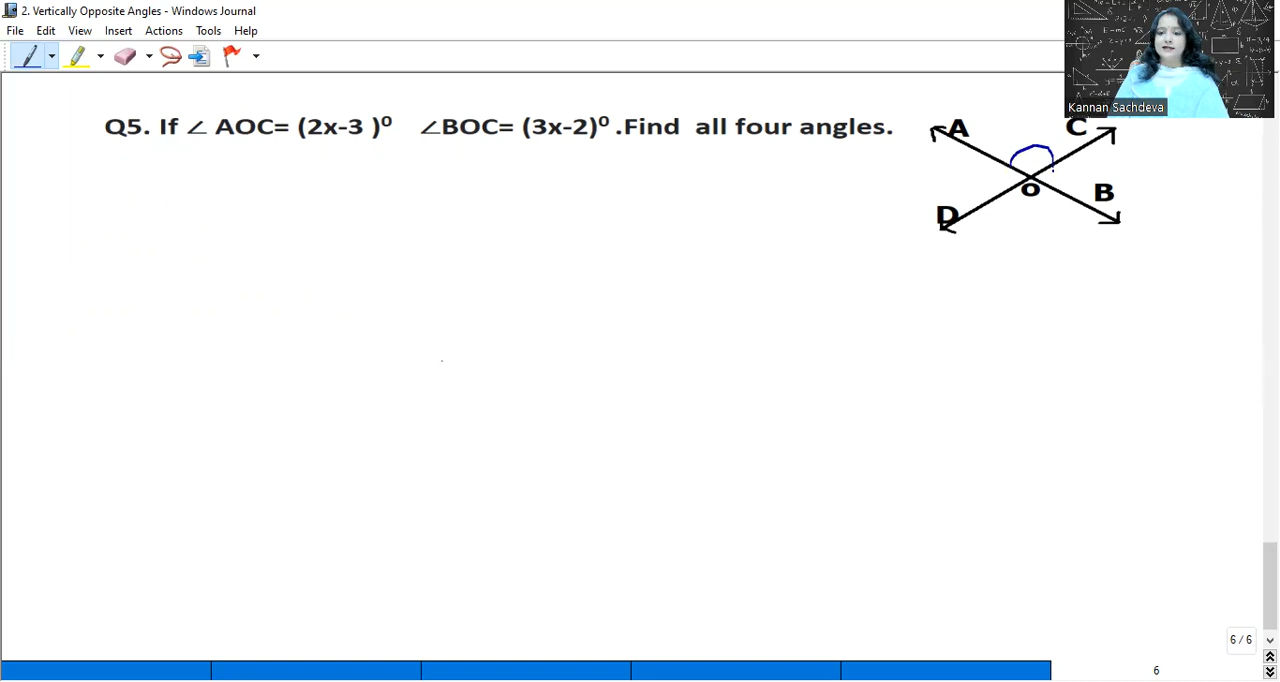 2. Vertically Opposite Angles - Windows Journal
File Edit View Insert Actions Tools Help
Kannan Sachdeva
Q5. If ∠ AOC= (2x-3 )⁰ ∠BOC= (3x-2)⁰ .Find all four angles.
A C
O B
D
6 / 6
6